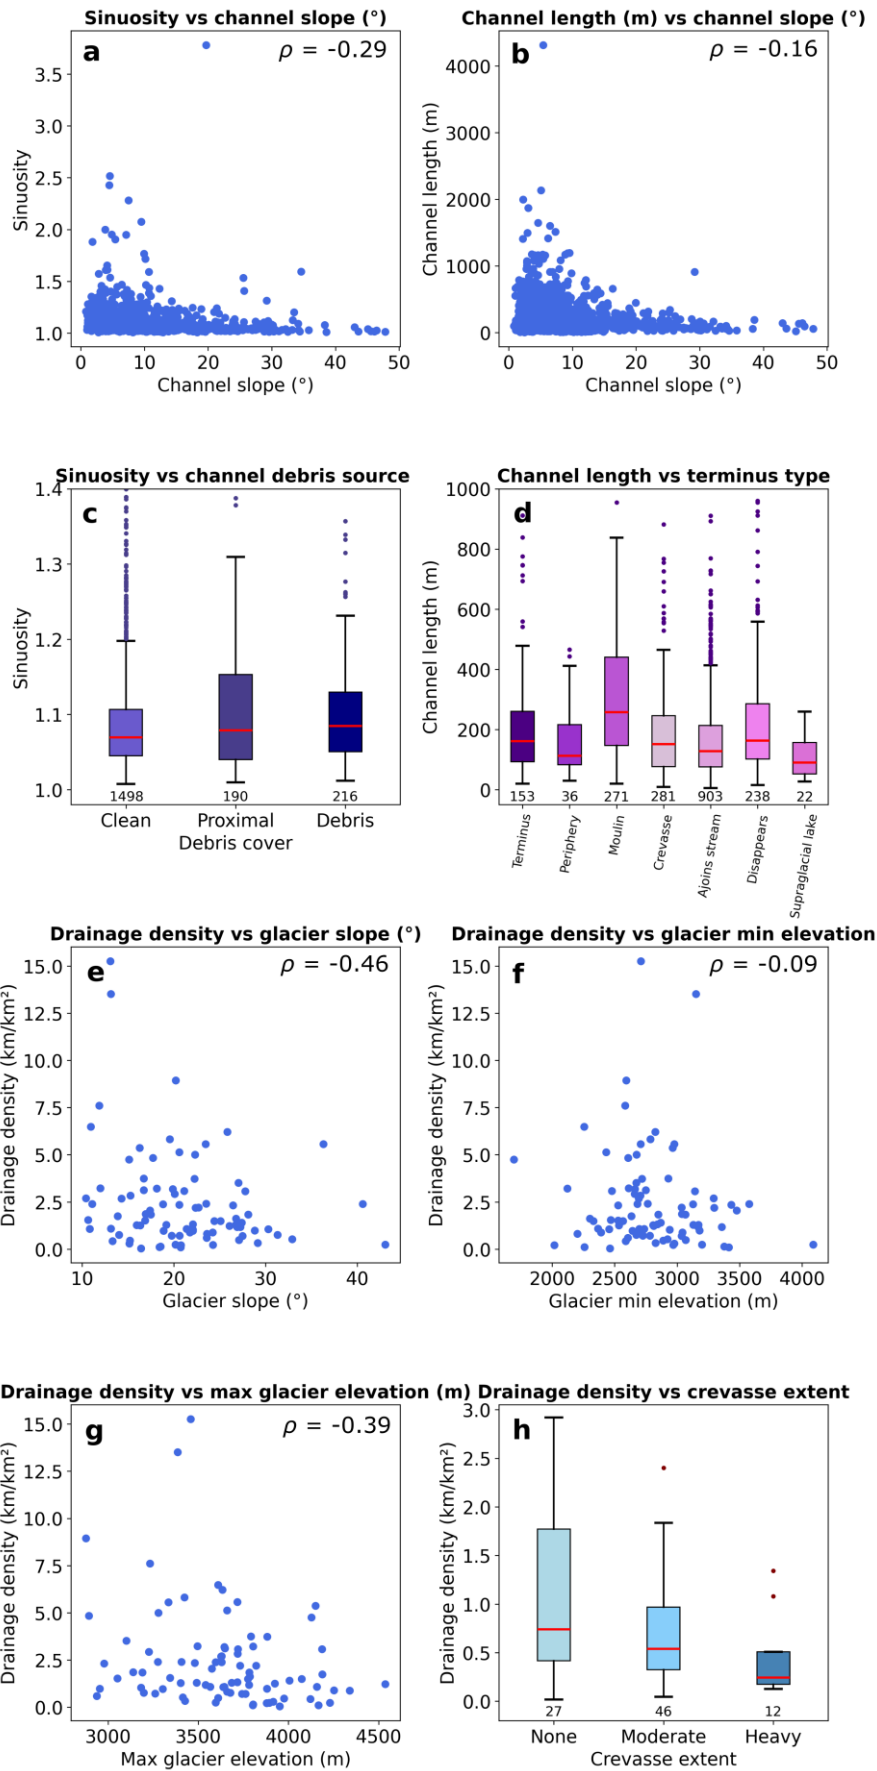 Sinuosity vs channel slope (°)
a
ρ = -0.29
3.5
3.0
2.5
2.0
1.5
1.0
Sinuosity
0 10 20 30 40 50
Channel slope (°)
Channel length (m) vs channel slope (°)
b
ρ = -0.16
4000
3000
2000
1000
0
Channel length (m)
0 10 20 30 40 50
Channel slope (°)
Sinuosity vs channel debris source
c
1.4
1.3
1.2
1.1
1.0
Sinuosity
1498 190 216
Clean Proximal Debris
Debris cover
Channel length vs terminus type
d
1000
800
600
400
200
0
Channel length (m)
153 36 271 281 903 238 22
Terminus
Periphery
Moulin
Crevasse
Ajoins stream
Disappears
Supraglacial lake
Drainage density vs glacier slope (°)
e
ρ = -0.46
15.0
12.5
10.0
7.5
5.0
2.5
0.0
Drainage density (km/km²)
10 20 30 40
Glacier slope (°)
Drainage density vs glacier min elevation
f
ρ = -0.09
15.0
12.5
10.0
7.5
5.0
2.5
0.0
Drainage density (km/km²)
2000 2500 3000 3500 4000
Glacier min elevation (m)
Drainage density vs max glacier elevation (m)
g
ρ = -0.39
15.0
12.5
10.0
7.5
5.0
2.5
0.0
Drainage density (km/km²)
3000 3500 4000 4500
Max glacier elevation (m)
Drainage density vs crevasse extent
h
3.0
2.5
2.0
1.5
1.0
0.5
0.0
Drainage density (km/km²)
27 46 12
None Moderate Heavy
Crevasse extent